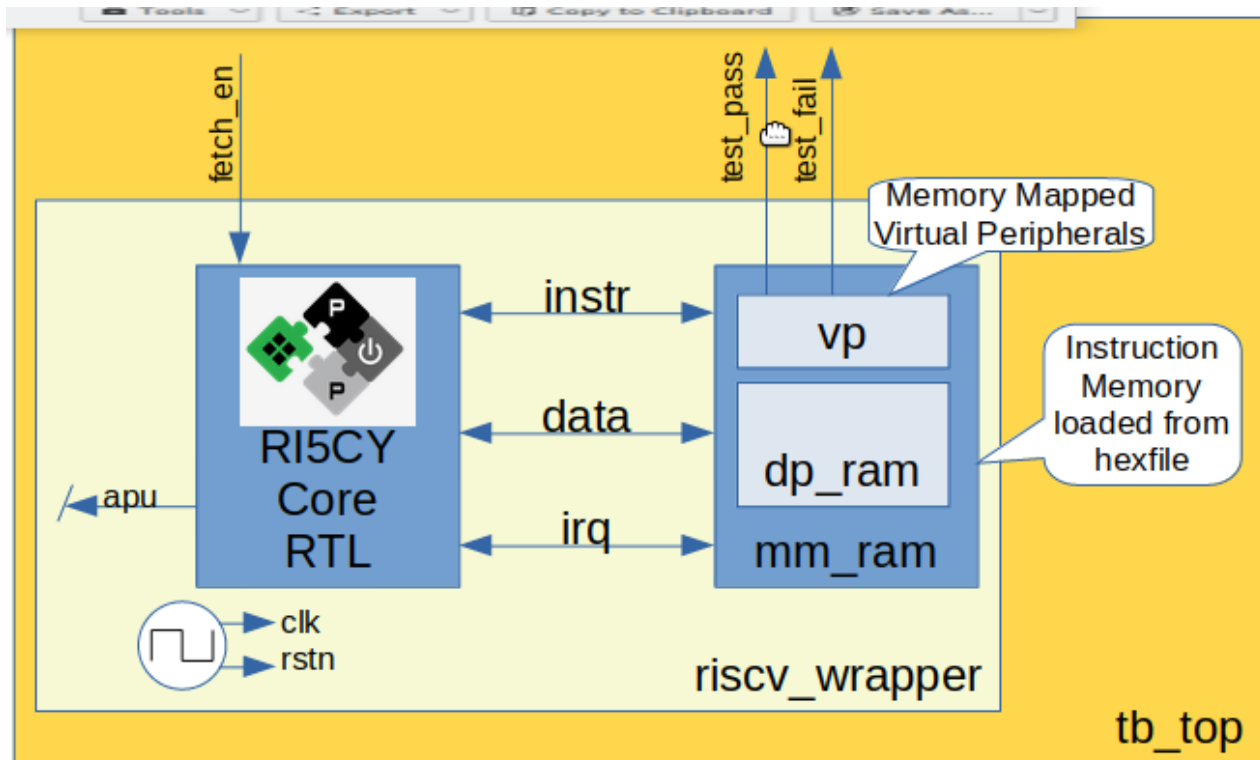 Tools
Export
Copy to Clipboard
Save As...
fetch_en
test_pass
test_fail
Memory Mapped
Virtual Peripherals
instr
vp
Instruction
Memory
loaded from
hexfile
P
P
RI5CY
Core
RTL
data
dp_ram
apu
irq
mm_ram
clk
rstn
riscv_wrapper
tb_top